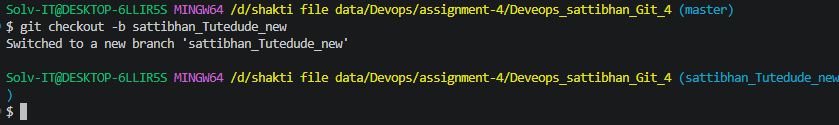 Solv-IT@DESKTOP-6LLIR5S MINGW64 /d/shakti file data/Devops/assignment-4/Deveops_sattibhan_Git_4 (master)
$ git checkout -b sattibhan_Tutedude_new
Switched to a new branch 'sattibhan_Tutedude_new'
Solv-IT@DESKTOP-6LLIR5S MINGW64 /d/shakti file data/Devops/assignment-4/Deveops_sattibhan_Git_4 (sattibhan_Tutedude_new
)
$